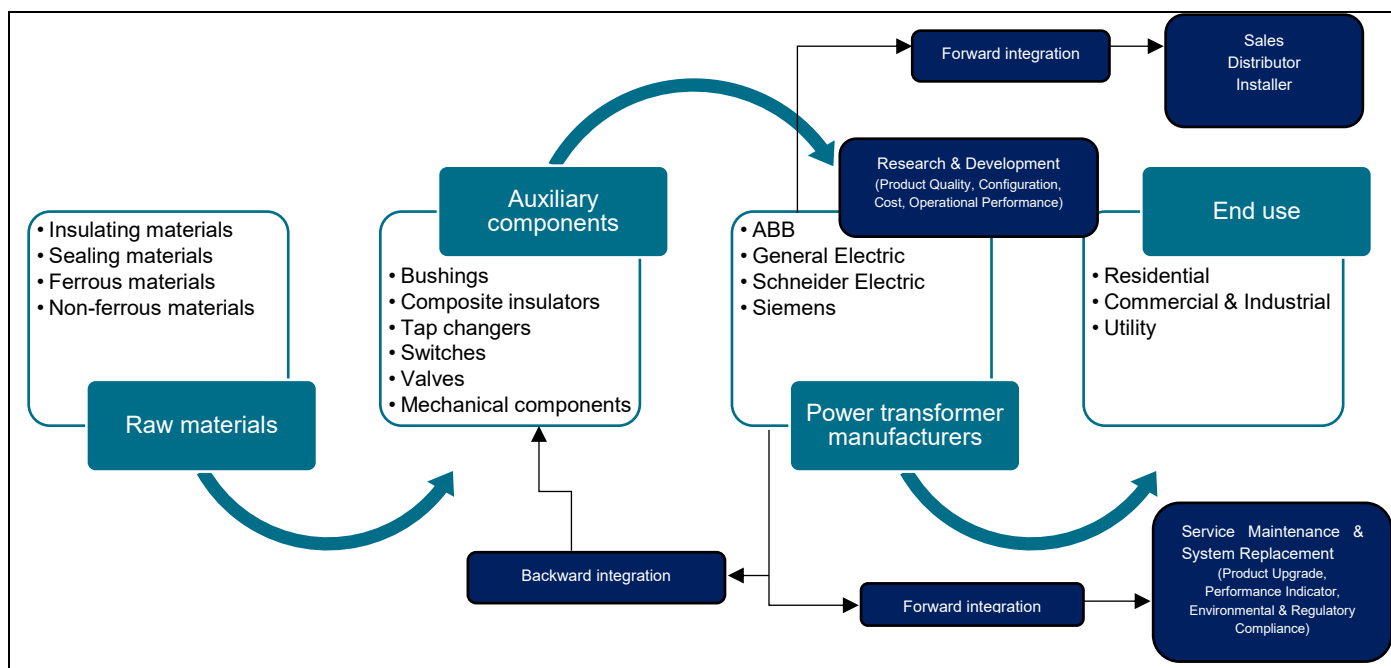 Forward integration
Sales
Distributor
Installer
Research & Development
(Product Quality, Configuration,
Cost, Operational Performance)
• Insulating materials
• Sealing materials
• Ferrous materials
• Non-ferrous materials
Raw materials
Auxiliary
components
• Bushings
• Composite insulators
• Tap changers
• Switches
• Valves
• Mechanical components
• ABB
• General Electric
• Schneider Electric
• Siemens
Power transformer
manufacturers
End use
• Residential
• Commercial & Industrial
• Utility
Backward integration
Forward integration
Service Maintenance &
System Replacement
(Product Upgrade,
Performance Indicator,
Environmental & Regulatory
Compliance)